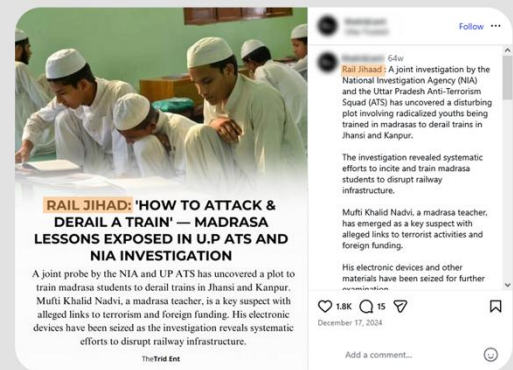 RAIL JIHAD: 'HOW TO ATTACK &
DERAIL A TRAIN' — MADRASA
LESSONS EXPOSED IN U.P ATS AND
NIA INVESTIGATION
A joint probe by the NIA and UP ATS has uncovered a plot to
train madrasa students to derail trains in Jhansi and Kanpur.
Mufti Khalid Nadvi, a madrasa teacher, is a key suspect with
alleged links to terrorism and foreign funding. His electronic
devices have been seized as the investigation reveals systematic
efforts to disrupt railway infrastructure.
TheTrid Ent
Follow
64w
Rail Jihaad : A joint investigation by the
National Investigation Agency (NIA)
and the Uttar Pradesh Anti-Terrorism
Squad (ATS) has uncovered a disturbing
plot involving radicalized youths being
trained in madrasas to derail trains in
Jhansi and Kanpur.
The investigation revealed systematic
efforts to incite and train madrasa
students to disrupt railway
infrastructure.
Mufti Khalid Nadvi, a madrasa teacher,
has emerged as a key suspect with
alleged links to terrorist activities and
foreign funding.
His electronic devices and other
materials have been seized for further
examination
1.8K 15
December 17, 2024
Add a comment...